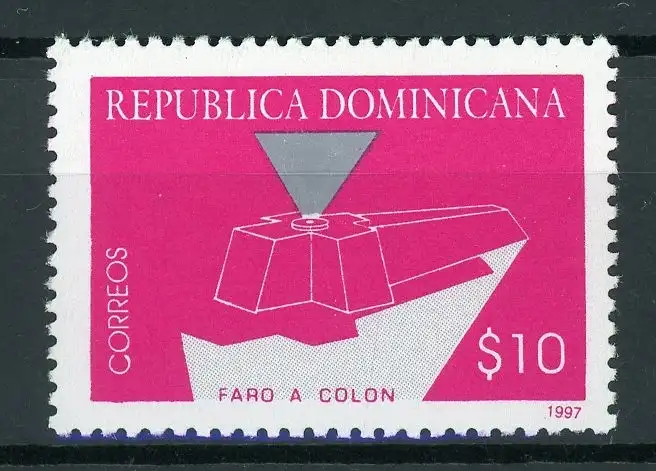 REPUBLICA DOMINICANA
CORREOS
$10
FARO A COLON
1997